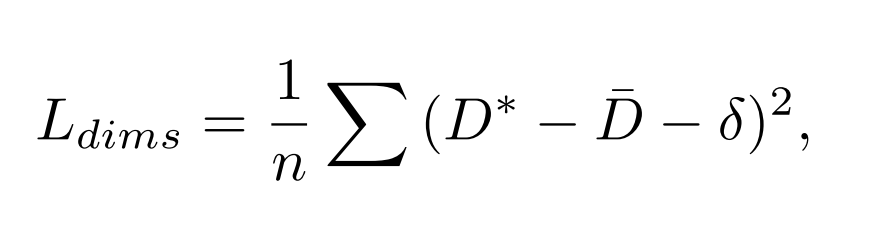 L_{dims} = \frac{1}{n} \sum (D^* - \bar{D} - \delta)^2,